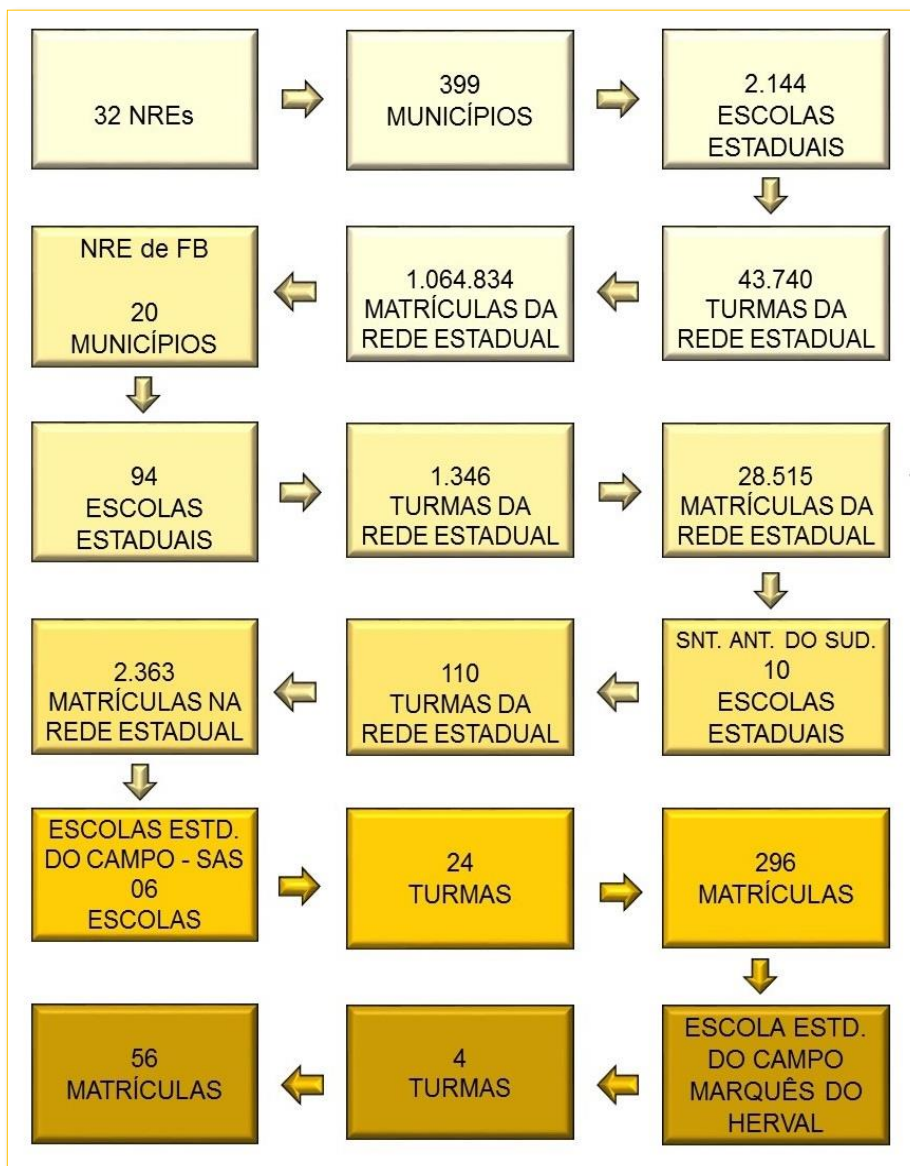 32 NREs
399
MUNICÍPIOS
2.144
ESCOLAS
ESTADUAIS
43.740
TURMAS DA
REDE ESTADUAL
1.064.834
MATRÍCULAS DA
REDE ESTADUAL
NRE de FB
20
MUNICÍPIOS
94
ESCOLAS
ESTADUAIS
1.346
TURMAS DA
REDE ESTADUAL
28.515
MATRÍCULAS DA
REDE ESTADUAL
SNT. ANT. DO SUD.
10
ESCOLAS
ESTADUAIS
110
TURMAS DA
REDE ESTADUAL
2.363
MATRÍCULAS NA
REDE ESTADUAL
ESCOLAS ESTD.
DO CAMPO - SAS
06
ESCOLAS
24
TURMAS
296
MATRÍCULAS
ESCOLA ESTD.
DO CAMPO
MARQUÊS DO
HERVAL
4
TURMAS
56
MATRÍCULAS